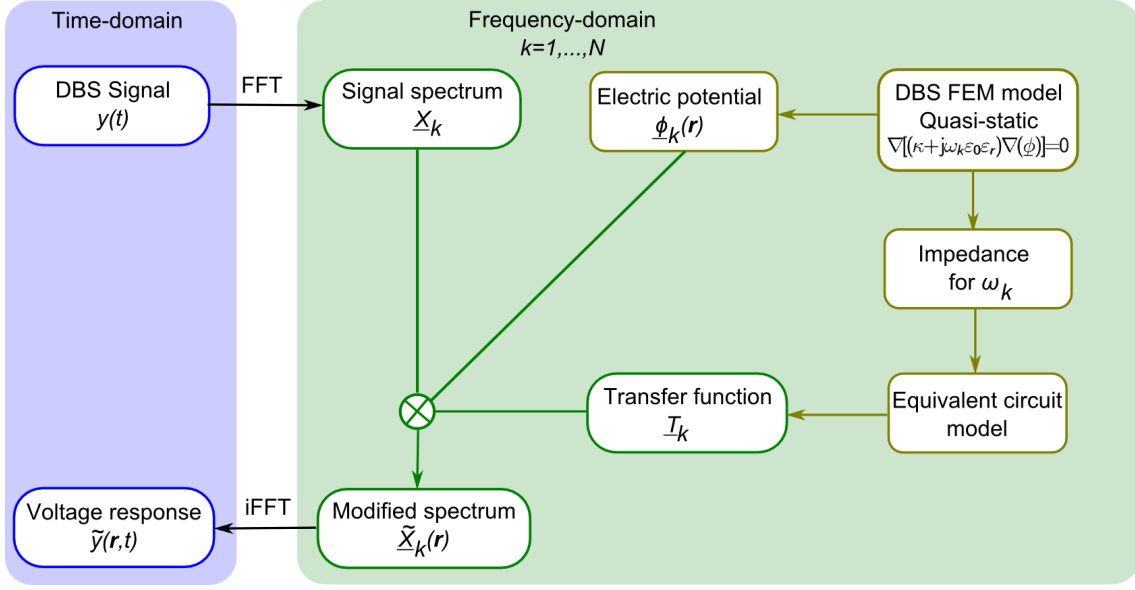 Time-domain
Frequency-domain
k=1,...,N
DBS Signal
y(t)
FFT
Signal spectrum
X_k
Electric potential
ϕ_k(r)
DBS FEM model
Quasi-static
∇[(κ+jω_kε_0ε_r)∇(ϕ)]=0
Impedance
for ω_k
Transfer function
T_k
Equivalent circuit
model
Voltage response
ỹ(r,t)
iFFT
Modified spectrum
X̃_k(r)